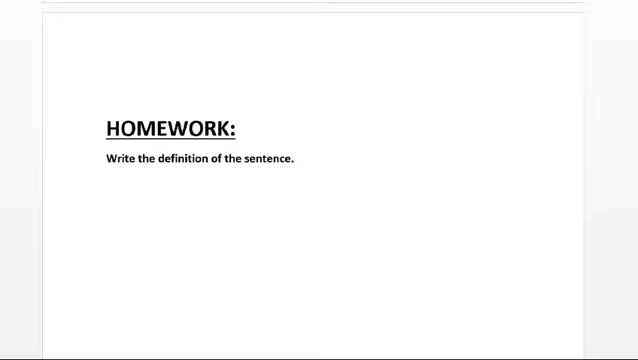 HOMEWORK:
Write the definition of the sentence.